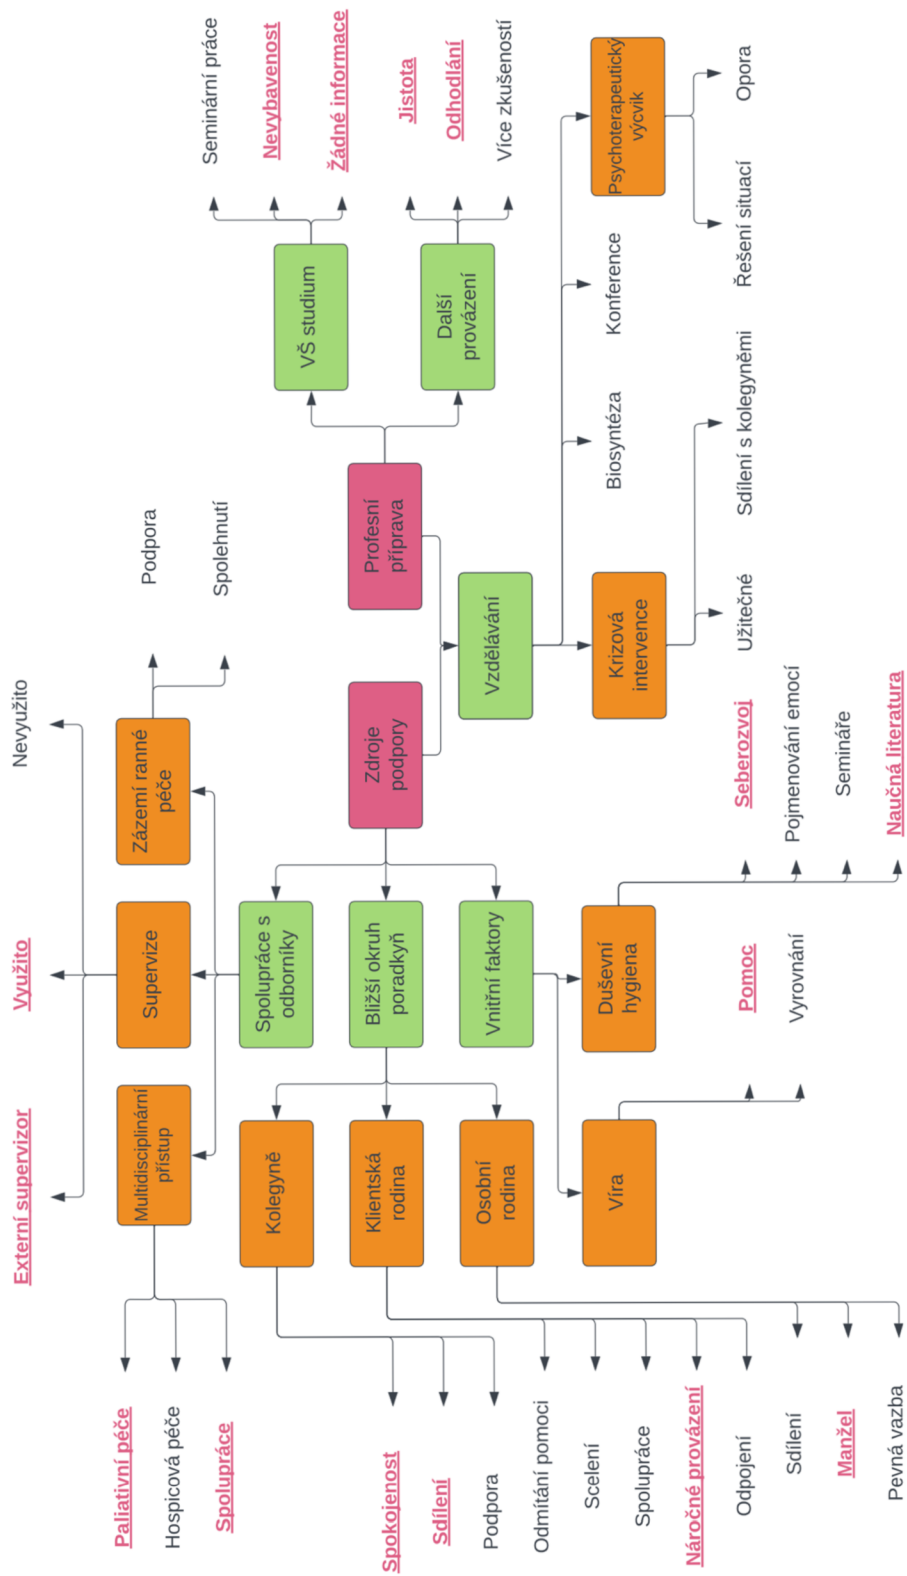 Externí supervizor
Využito
Nevyužito
Paliativní péče
Hospicová péče
Spolupráce
Multidisciplinární
přístup
Supervize
Zázemí ranné
péče
Podpora
Spolehnutí
Seminární práce
Nevybavenost
Žádné informace
Kolegyně
Spolupráce s
odborníky
VŠ studium
Spokojenost
Sdílení
Podpora
Klientská
rodina
Bližší okruh
poradkyň
Zdroje
podpory
Profesní
příprava
Další
provázení
Jistota
Odhodlání
Více zkušeností
Osobní
rodina
Vnitřní faktory
Vzdělávání
Odmítání pomoci
Scelení
Spolupráce
Náročné provázení
Odpojení
Víra
Duševní
hygiena
Krizová
intervence
Biosyntéza
Konference
Psychoterapeutický
výcvik
Sdílení
Manžel
Pevná vazba
Pomoc
Vyrovnání
Seberozvoj
Pojmenování emocí
Semináře
Naučná literatura
Užitečné
Sdílení s kolegyněmi
Řešení situací
Opora